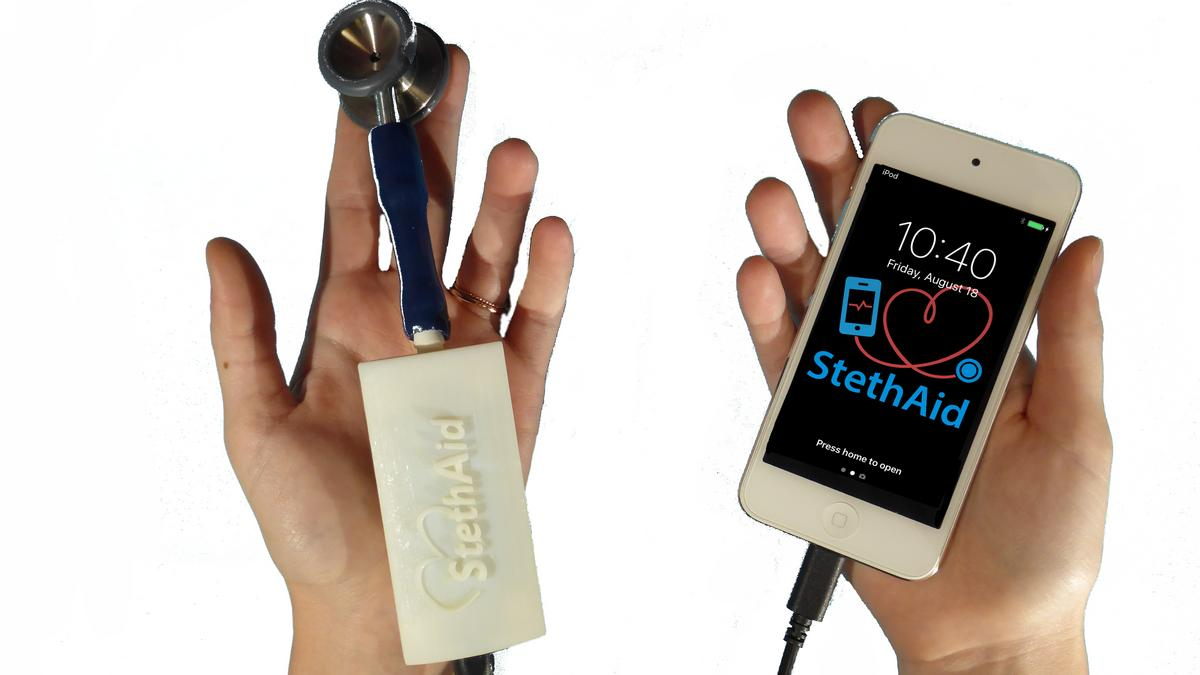 StethAid
iPod
10:40
Friday, August 18
StethAid
Press home to open